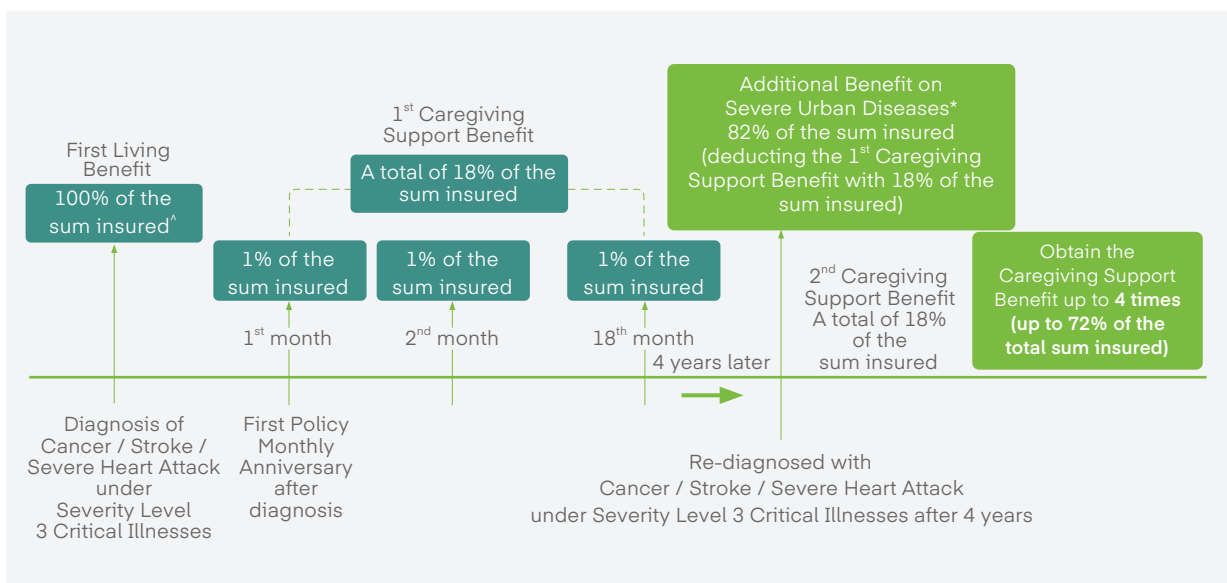 First Living
Benefit
100% of the
sum insured^
1st Caregiving
Support Benefit
A total of 18% of the
sum insured
1% of the
sum insured
1% of the
sum insured
1% of the
sum insured
1st month
2nd month
18th month
4 years later
Additional Benefit on
Severe Urban Diseases*
82% of the sum insured
(deducting the 1st Caregiving
Support Benefit with 18% of the
sum insured)
2nd Caregiving
Support Benefit
A total of 18%
of the
sum insured
Obtain the
Caregiving Support
Benefit up to 4 times
(up to 72% of the
total sum insured)
Diagnosis of
Cancer / Stroke /
Severe Heart Attack
under
Severity Level
3 Critical Illnesses
First Policy
Monthly
Anniversary
after
diagnosis
Re-diagnosed with
Cancer / Stroke / Severe Heart Attack
under Severity Level 3 Critical Illnesses after 4 years